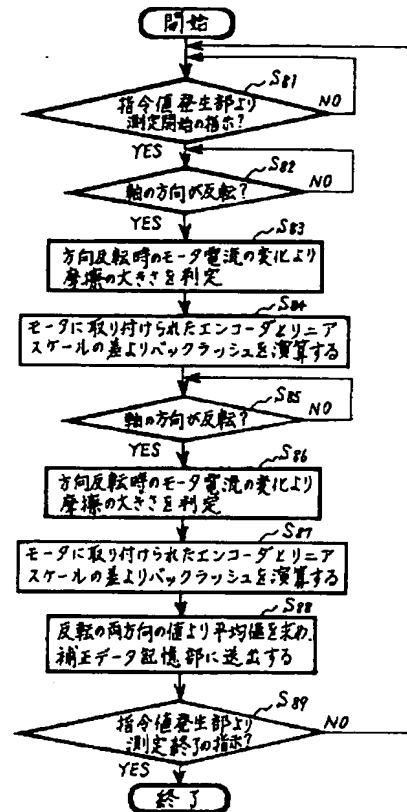 開始
S81
指令値発生部より
測定開始の指示?
NO
YES
S82
軸の方向が反転?
NO
YES
S83
方向反転時のモータ電流の変化より
摩擦の大きさを判定
S84
モータに取り付けられたエンコーダとリニア
スケールの差よりバックラッシュを演算する
S85
軸の方向が反転?
NO
YES
S86
方向反転時のモータ電流の変化より
摩擦の大きさを判定
S87
モータに取り付けられたエンコーダとリニア
スケールの差よりバックラッシュを演算する
S88
反転の両方向の値より平均値を求め、
補正データ記憶部に送出する
S89
指令値発生部より
測定終了の指示?
NO
YES
終了